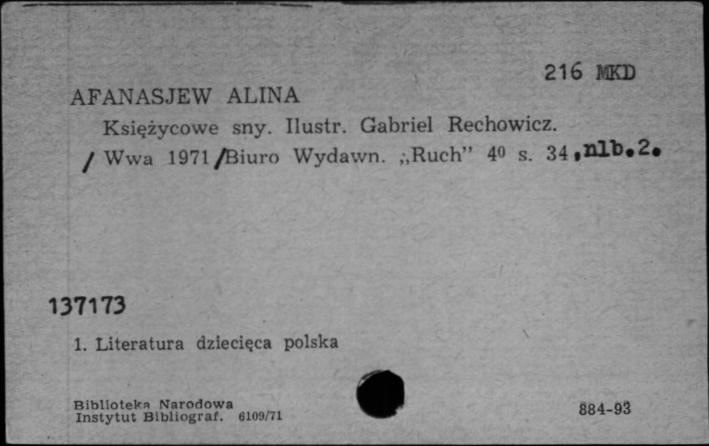 216 MKD
AFANASJEW ALINA
Księżycowe sny. Ilustr. Gabriel Rechowicz.
/ Wwa 1971 /Biuro Wydawn. ;,Ruch” 4⁰ s. 34, nlb. 2.
137173
1. Literatura dziecięca polska
Biblioteka Narodowa
Instytut Bibliograf. 6109/71
884-93